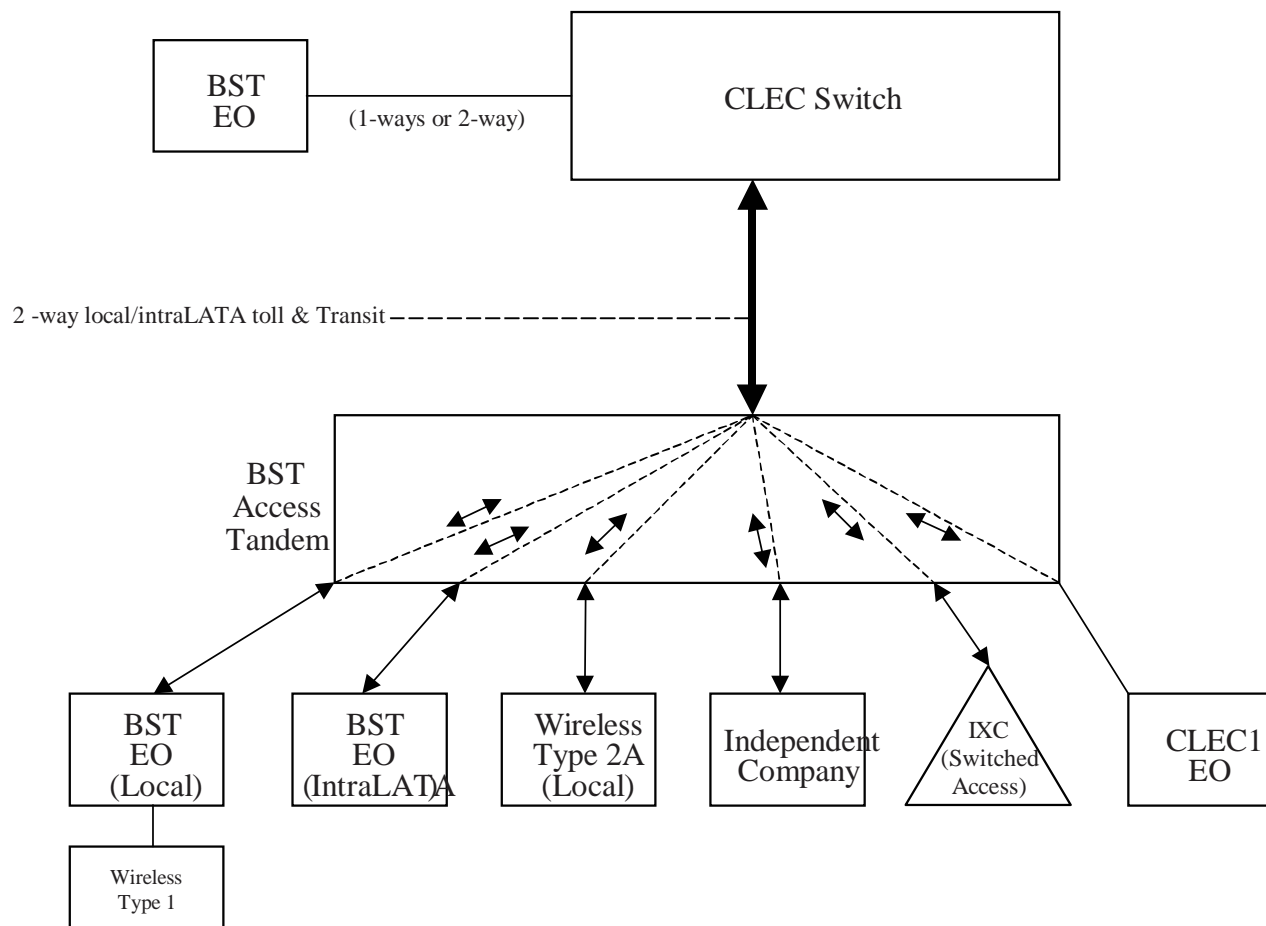 BST
EO
(1-ways or 2-way)
CLEC Switch
2 -way local/intraLATA toll & Transit
BST
Access
Tandem
BST
EO
(Local)
BST
EO
(IntraLAT)A
Wireless
Type 2A
(Local)
Independent
Company
IXC
(Switched
Access)
CLEC1
EO
Wireless
Type 1